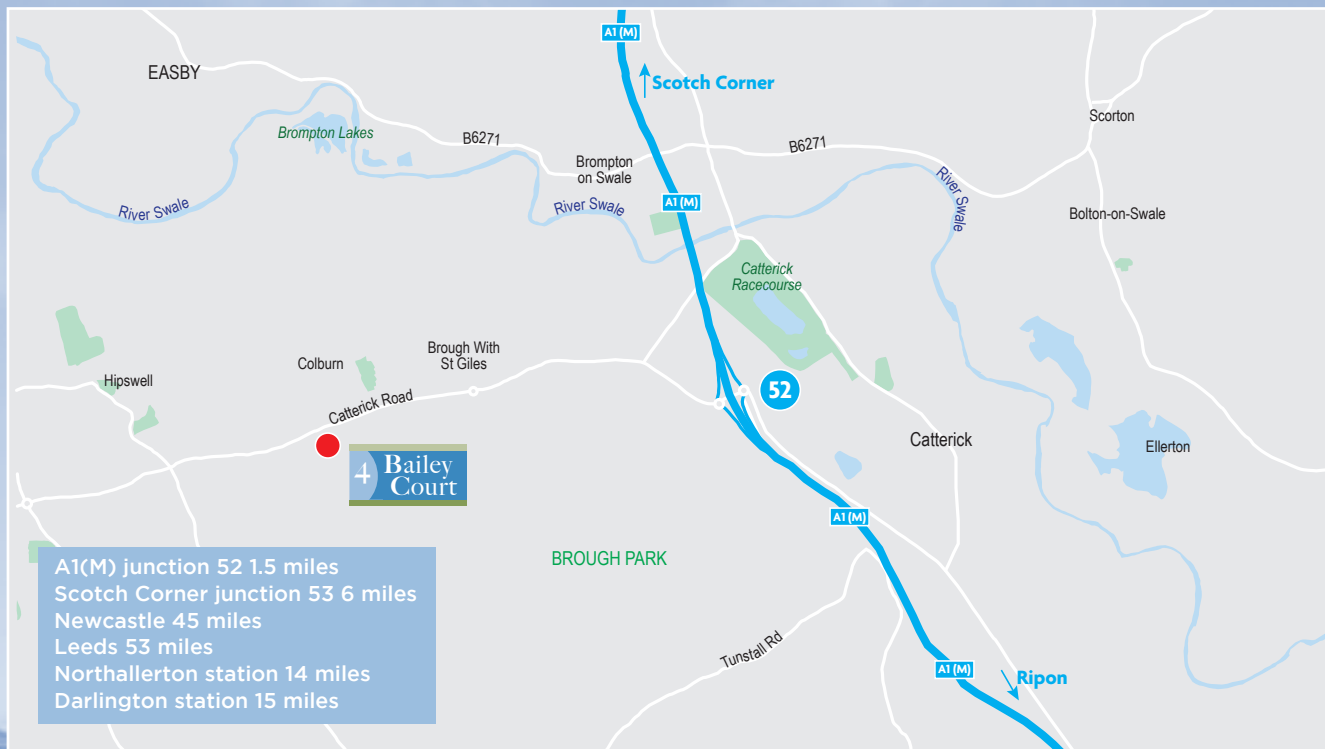 A1(M)
EASBY
Scotch Corner
Scorton
Brompton Lakes
B6271
B6271
Brompton
on Swale
River Swale
River Swale
A1(M)
River Swale
Bolton-on-Swale
Catterick
Racecourse
Brough With
St Giles
Colburn
Hipswell
52
Catterick Road
Catterick
Ellerton
4 Bailey
Court
A1(M)
BROUGH PARK
A1(M) junction 52 1.5 miles
Scotch Corner junction 53 6 miles
Newcastle 45 miles
Leeds 53 miles
Northallerton station 14 miles
Darlington station 15 miles
Tunstall Rd
A1(M)
Ripon